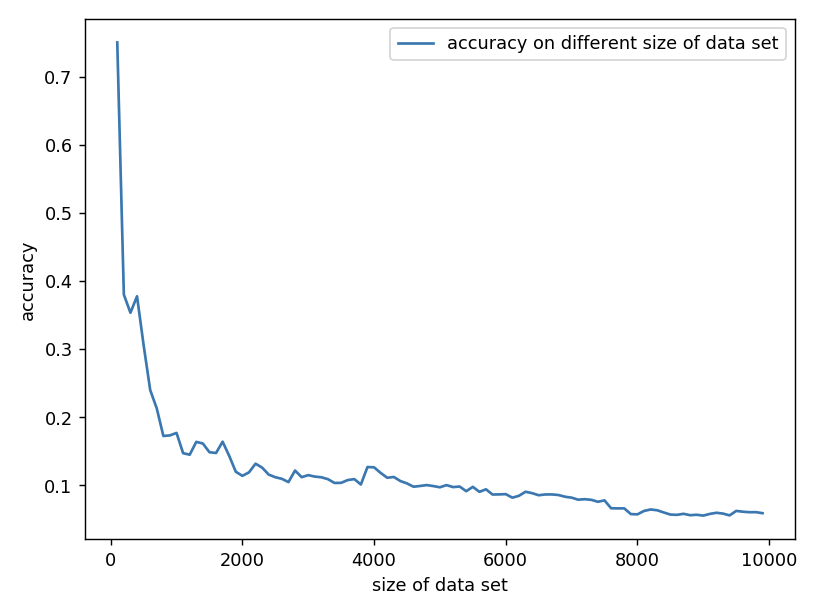 accuracy on different size of data set
0.7
0.6
0.5
0.4
0.3
0.2
0.1
accuracy
0 2000 4000 6000 8000 10000
size of data set